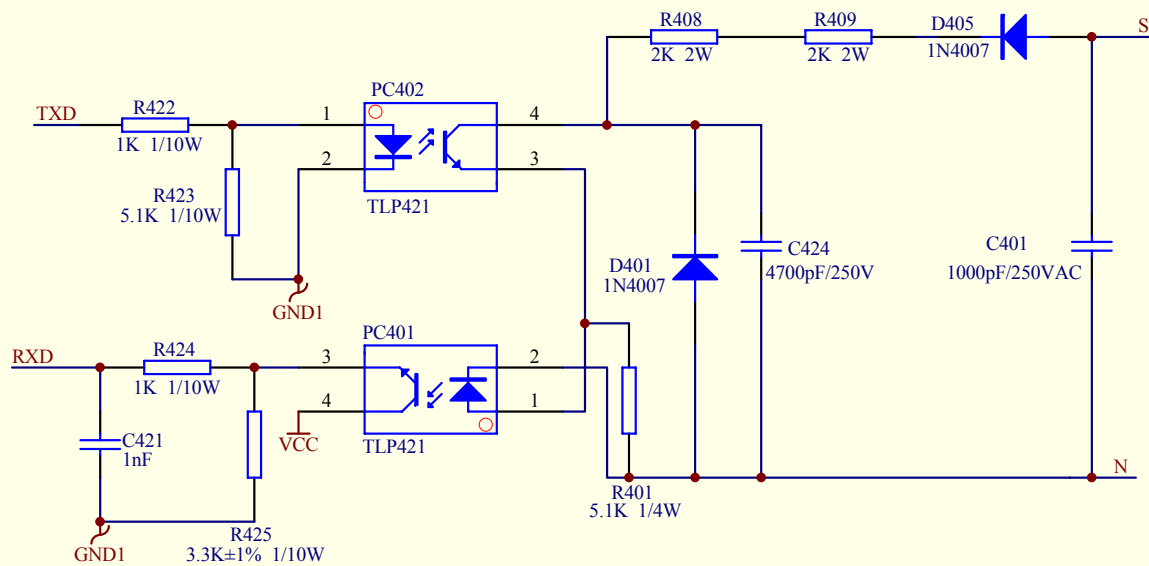 R408
2K 2W
R409
2K 2W
D405
1N4007
S
TXD
R422
1K 1/10W
1
2
PC402
4
3
TLP421
R423
5.1K 1/10W
GND1
D401
1N4007
C424
4700pF/250V
C401
1000pF/250VAC
RXD
R424
1K 1/10W
3
4
PC401
2
1
TLP421
VCC
C421
1nF
GND1
R425
3.3K±1% 1/10W
R401
5.1K 1/4W
N